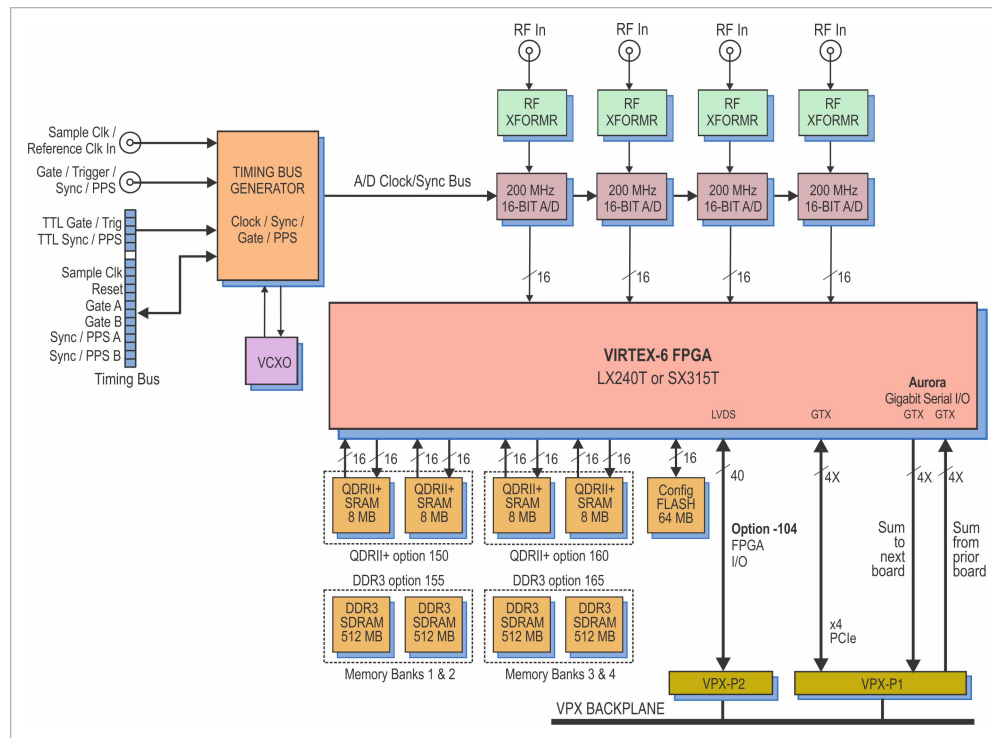 RF In
RF In
RF In
RF In
RF
XFORMR
RF
XFORMR
RF
XFORMR
RF
XFORMR
Sample Clk /
Reference Clk In
Gate / Trigger /
Sync / PPS
TTL Gate / Trig
TTL Sync / PPS
Sample Clk
Reset
Gate A
Gate B
Sync / PPS A
Sync / PPS B
Timing Bus
TIMING BUS
GENERATOR
Clock / Sync /
Gate / PPS
VCXO
A/D Clock/Sync Bus
200 MHz
16-BIT A/D
200 MHz
16-BIT A/D
200 MHz
16-BIT A/D
200 MHz
16-BIT A/D
16
16
16
16
VIRTEX-6 FPGA
LX240T or SX315T
LVDS
GTX
Aurora
Gigabit Serial I/O
GTX
GTX
16
16
16
16
16
16
16
16
16
40
4X
4X
4X
QDRII+
SRAM
8 MB
QDRII+
SRAM
8 MB
QDRII+
SRAM
8 MB
QDRII+
SRAM
8 MB
Config
FLASH
64 MB
QDRII+ option 150
QDRII+ option 160
DDR3 option 155
DDR3 option 165
DDR3
SDRAM
512 MB
DDR3
SDRAM
512 MB
DDR3
SDRAM
512 MB
DDR3
SDRAM
512 MB
Memory Banks 1 & 2
Memory Banks 3 & 4
Option -104
FPGA
I/O
x4
PCIe
Sum
to
next
board
Sum
from
prior
board
VPX-P2
VPX-P1
VPX BACKPLANE